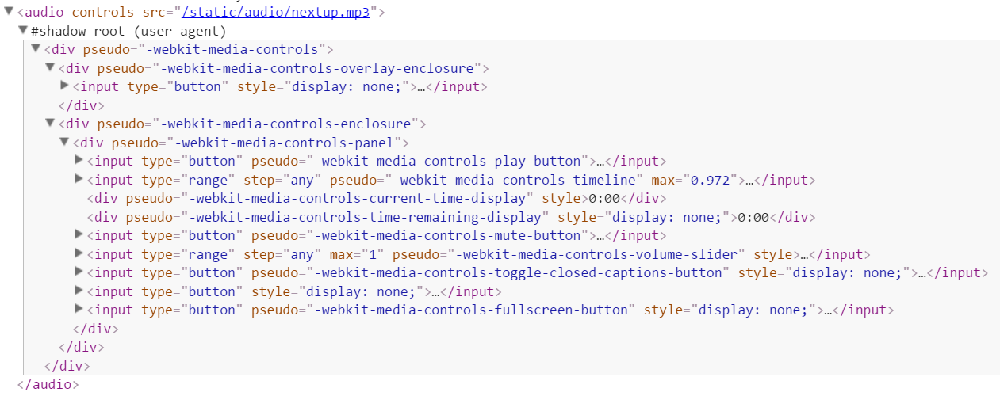 ▼<audio controls src="/static/audio/nextup.mp3">
▼#shadow-root (user-agent)
▼<div pseudo="-webkit-media-controls">
▼<div pseudo="-webkit-media-controls-overlay-enclosure">
▶<input type="button" style="display: none;">…</input>
</div>
▼<div pseudo="-webkit-media-controls-enclosure">
▼<div pseudo="-webkit-media-controls-panel">
▶<input type="button" pseudo="-webkit-media-controls-play-button">…</input>
▶<input type="range" step="any" pseudo="-webkit-media-controls-timeline" max="0.972">…</input>
<div pseudo="-webkit-media-controls-current-time-display" style>0:00</div>
<div pseudo="-webkit-media-controls-time-remaining-display" style="display: none;">0:00</div>
▶<input type="button" pseudo="-webkit-media-controls-mute-button">…</input>
▶<input type="range" step="any" max="1" pseudo="-webkit-media-controls-volume-slider" style>…</input>
▶<input type="button" pseudo="-webkit-media-controls-toggle-closed-captions-button" style="display: none;">…</input>
▶<input type="button" style="display: none;">…</input>
▶<input type="button" pseudo="-webkit-media-controls-fullscreen-button" style="display: none;">…</input>
</div>
</div>
</div>
</audio>